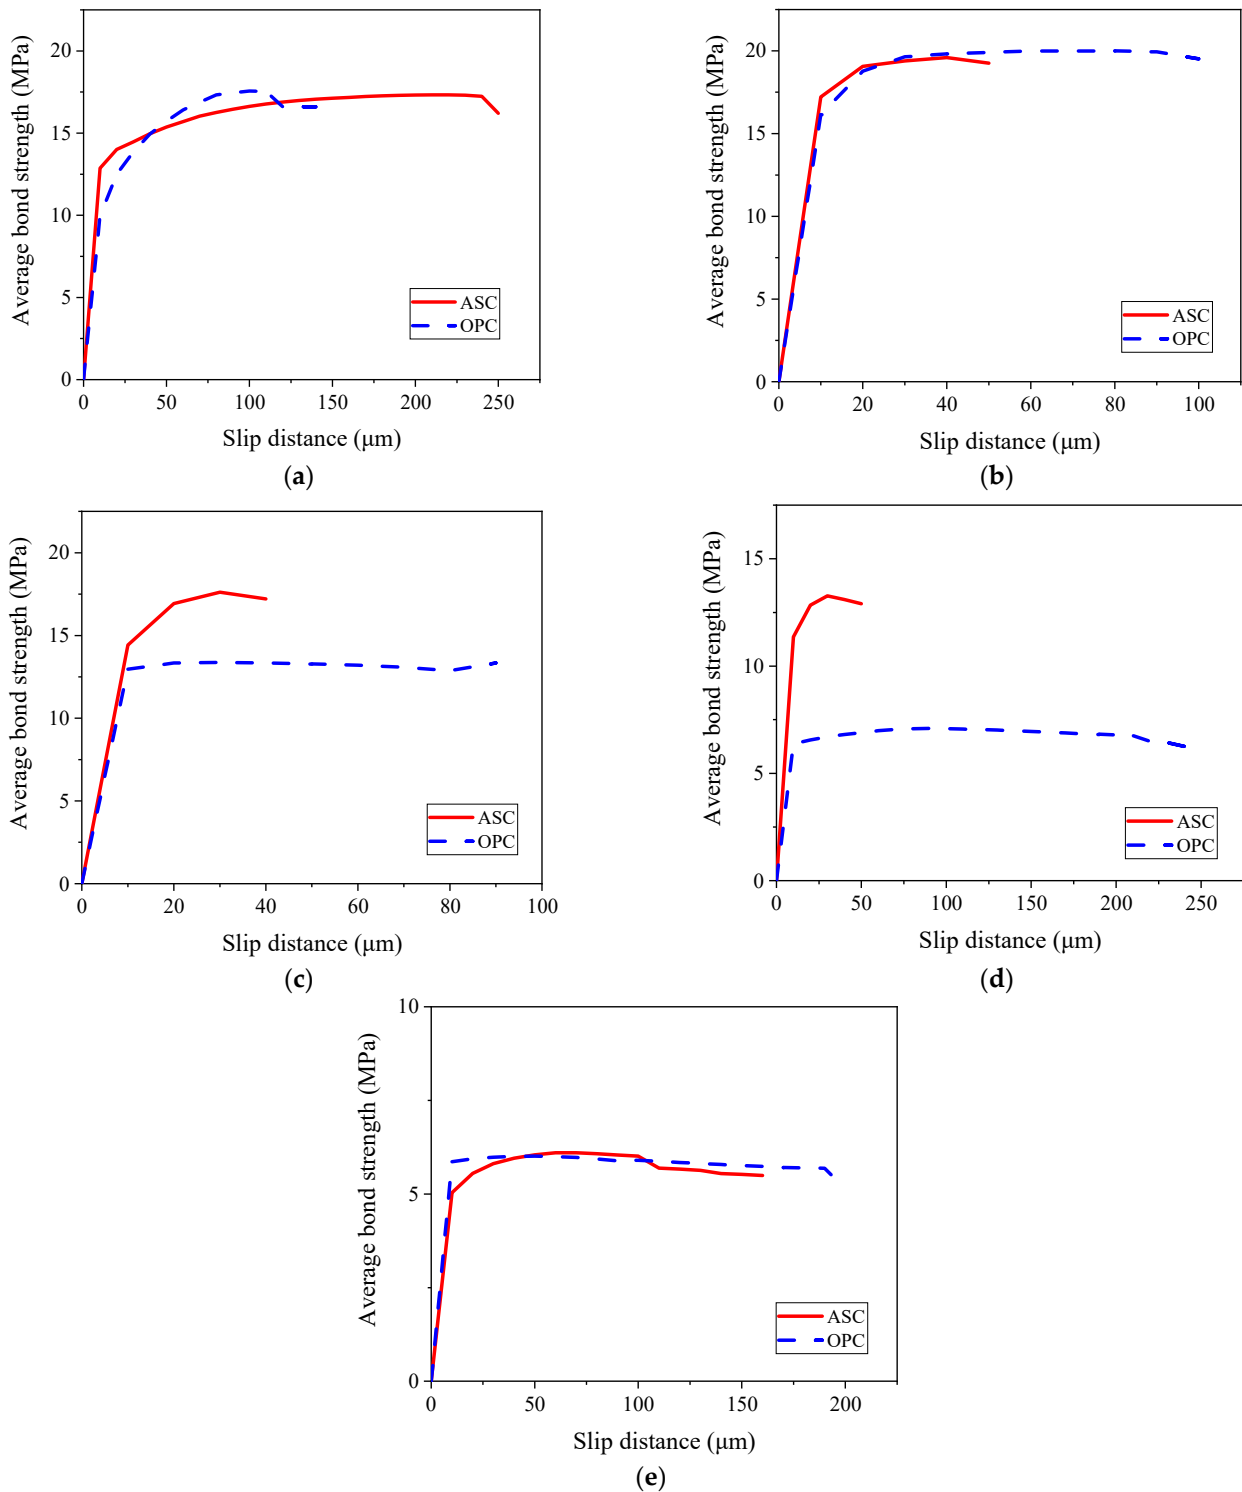 Average bond strength (MPa)
20
15
10
5
0
0 50 100 150 200 250
ASC
OPC
Slip distance (μm)
(a)
Average bond strength (MPa)
20
15
10
5
0
0 20 40 60 80 100
ASC
OPC
Slip distance (μm)
(b)
Average bond strength (MPa)
20
15
10
5
0
0 20 40 60 80 100
ASC
OPC
Slip distance (μm)
(c)
Average bond strength (MPa)
15
10
5
0
0 50 100 150 200 250
ASC
OPC
Slip distance (μm)
(d)
Average bond strength (MPa)
10
5
0
0 50 100 150 200
ASC
OPC
Slip distance (μm)
(e)